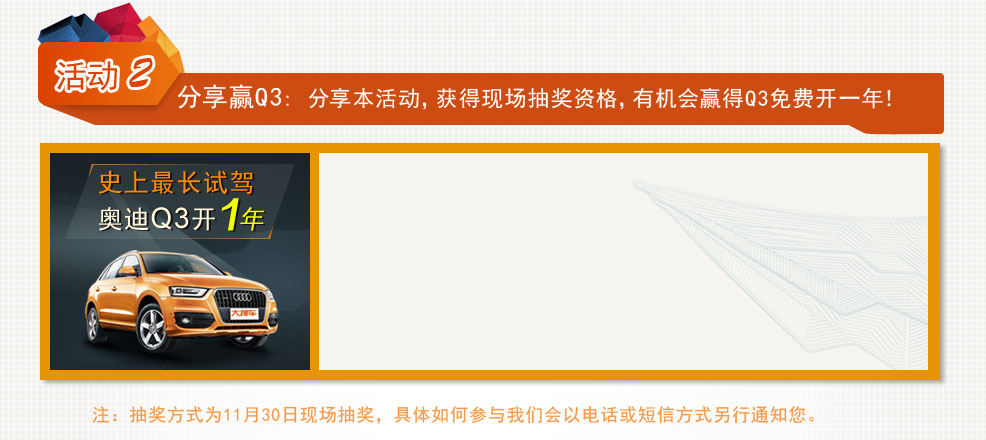 活动2
分享赢Q3： 分享本活动, 获得现场抽奖资格, 有机会赢得Q3免费开一年!
史上最长试驾
奥迪Q3开1年
大搜车
注：抽奖方式为11月30日现场抽奖，具体如何参与我们会以电话或短信方式另行通知您。